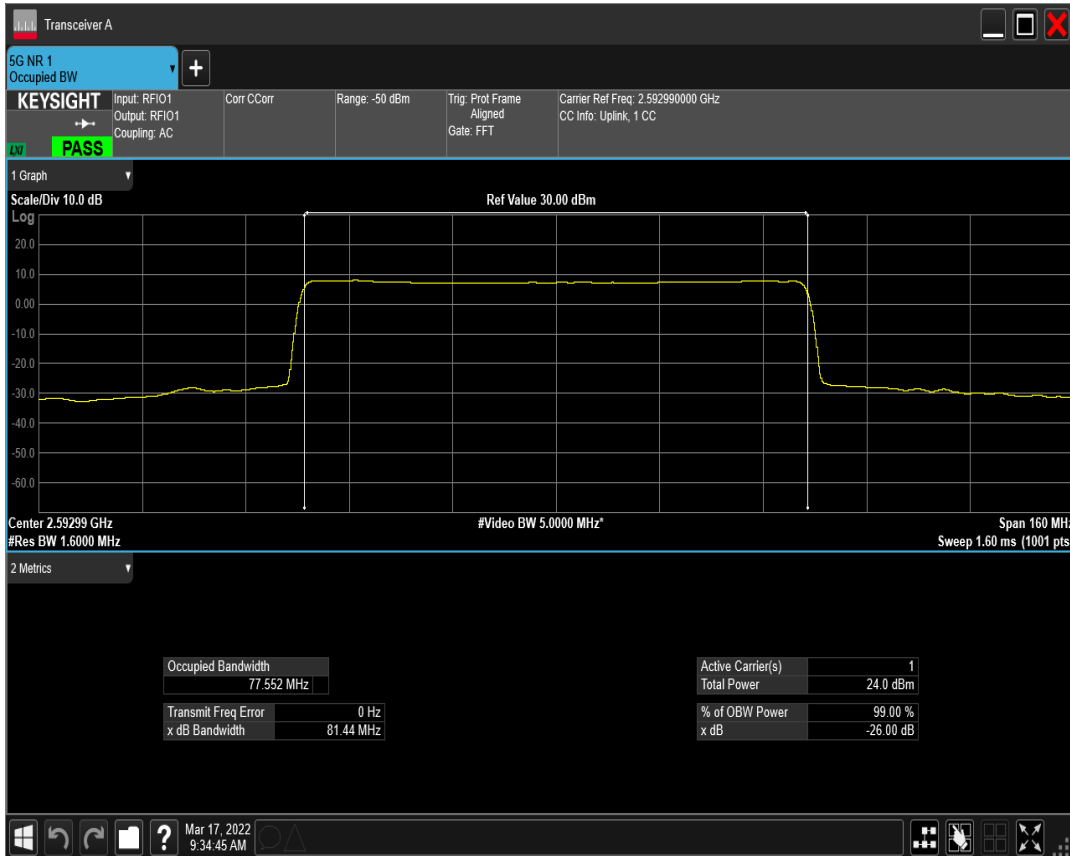 Transceiver A
5G NR 1
Occupied BW
+
KEYSIGHT
LXI
PASS
Input: RFIO1
Output: RFIO1
Coupling: AC
Corr CCorr
Range: -50 dBm
Trig: Prot Frame
Aligned
Gate: FFT
Carrier Ref Freq: 2.592990000 GHz
CC Info: Uplink, 1 CC
1 Graph
Scale/Div 10.0 dB
Ref Value 30.00 dBm
Log
20.0
10.0
0.00
-10.0
-20.0
-30.0
-40.0
-50.0
-60.0
Center 2.59299 GHz
#Video BW 5.0000 MHz*
Span 160 MHz
#Res BW 1.6000 MHz
Sweep 1.60 ms (1001 pts
2 Metrics
Occupied Bandwidth
77.552 MHz
Transmit Freq Error 0 Hz
x dB Bandwidth 81.44 MHz
Active Carrier(s) 1
Total Power 24.0 dBm
% of OBW Power 99.00 %
x dB -26.00 dB
?
Mar 17, 2022
9:34:45 AM